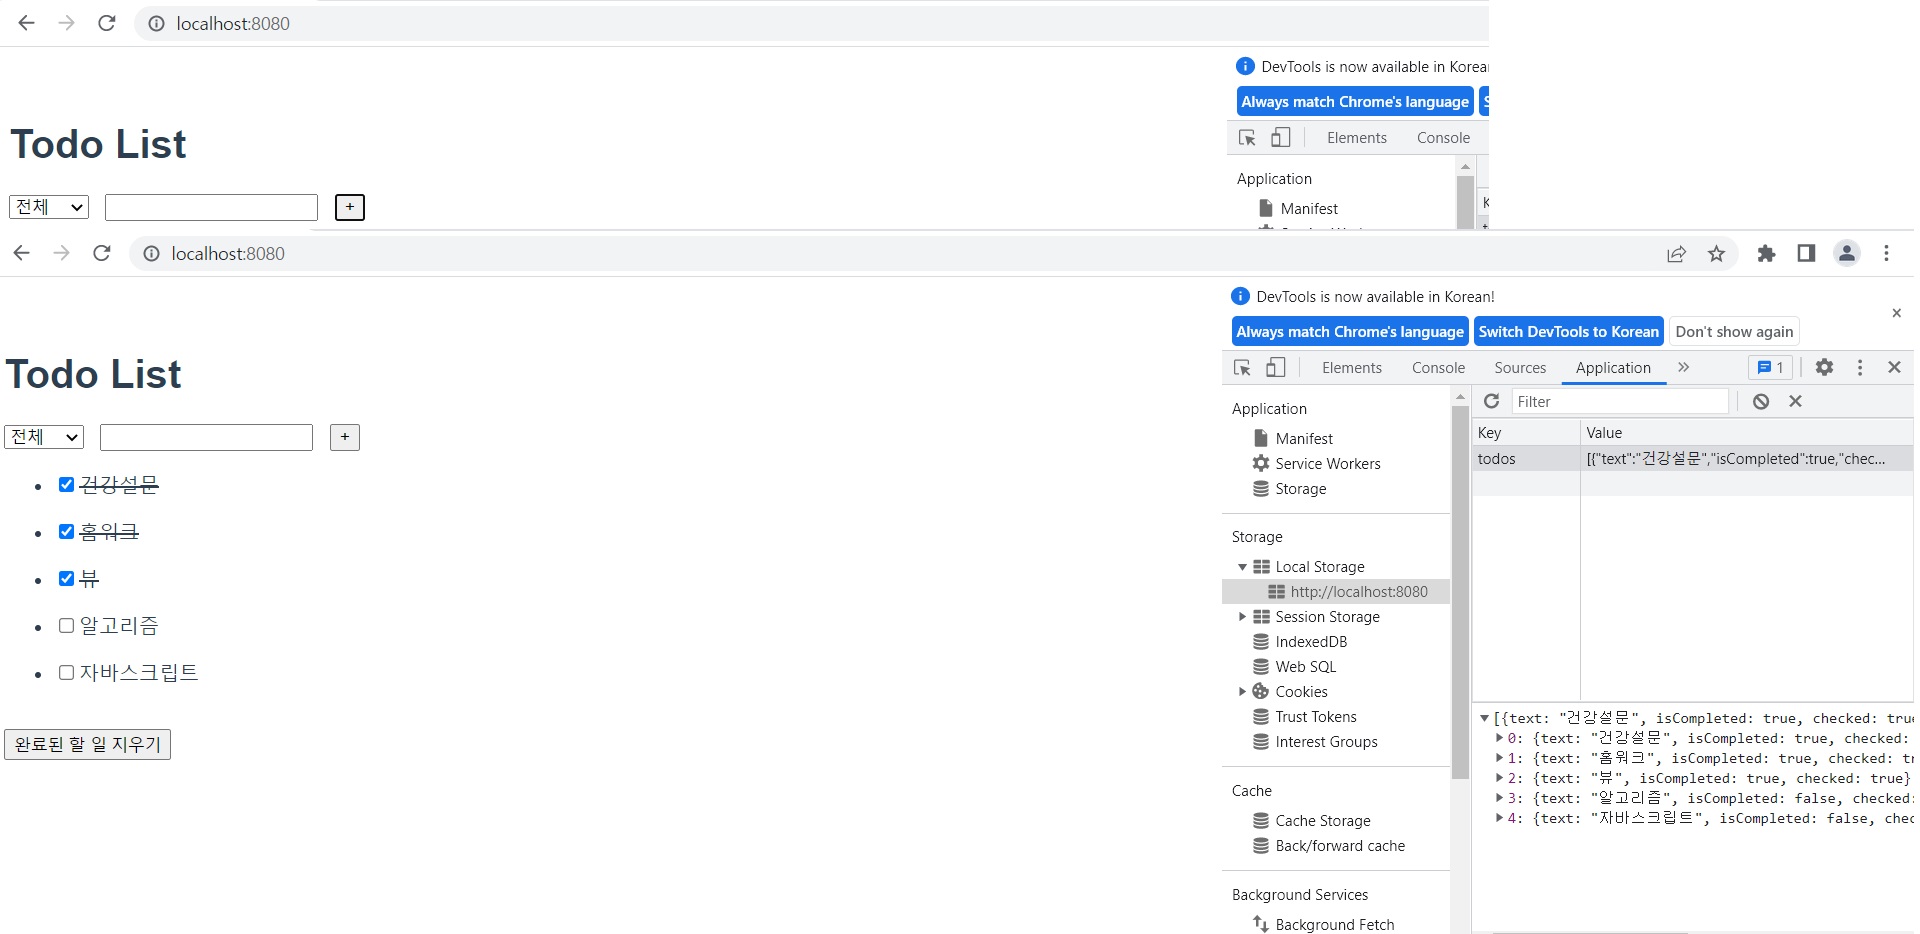 localhost:8080
DevTools is now available in Korean
Always match Chrome's language S
Todo List
Elements Console
Application
전체 +
Manifest
K
localhost:8080
DevTools is now available in Korean!
Always match Chrome's language Switch DevTools to Korean Don't show again
Todo List
Elements Console Sources Application » 1
Filter
전체 +
Application
Manifest
Service Workers
Storage
Key Value
todos [{"text":"건강설문","isCompleted":true,"chec...
건강설문
홈워크
뷰
알고리즘
자바스크립트
완료된 할 일 지우기
Storage
Local Storage
http://localhost:8080
Session Storage
IndexedDB
Web SQL
Cookies
Trust Tokens
Interest Groups
Cache
Cache Storage
Back/forward cache
Background Services
Background Fetch
[{text: "건강설문", isCompleted: true, checked: true
0: {text: "건강설문", isCompleted: true, checked:
1: {text: "홈워크", isCompleted: true, checked: tr
2: {text: "뷰", isCompleted: true, checked: true}
3: {text: "알고리즘", isCompleted: false, checked:
4: {text: "자바스크립트", isCompleted: false, chec